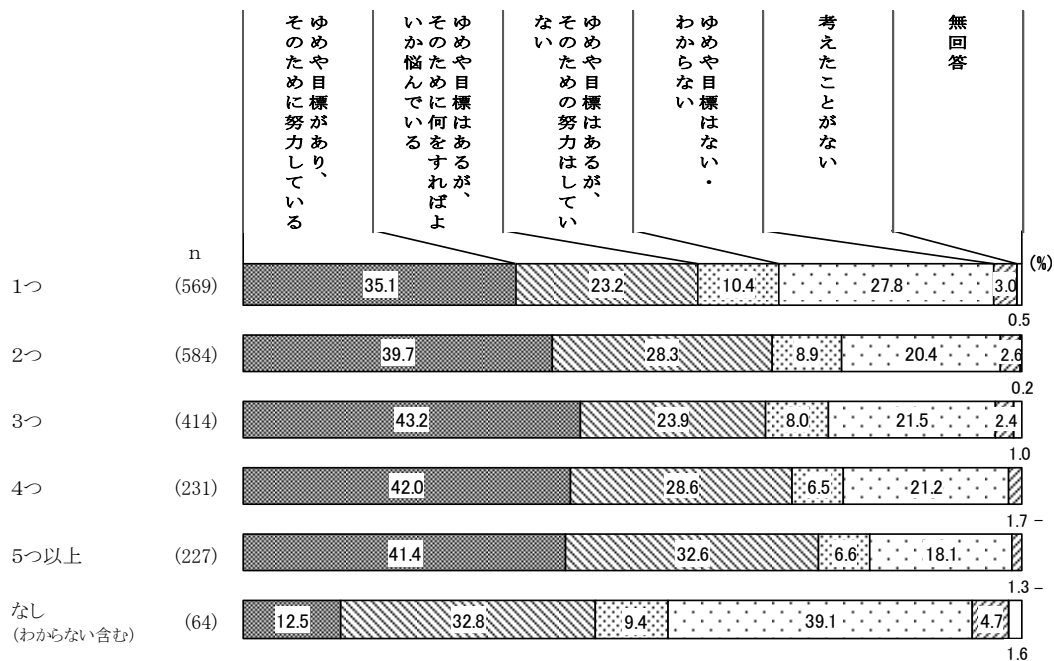 ゆめや目標があり、
そのために努力している
ゆめや目標はあるが、
そのために何をすればよ
いか悩んでいる
ゆめや目標はあるが、
そのための努力はしてい
ない
ゆめや目標はない・
わからない
考えたことがない
無回答
n
(%)
1つ (569) 35.1 23.2 10.4 27.8 3.0
0.5
2つ (584) 39.7 28.3 8.9 20.4 2.6
0.2
3つ (414) 43.2 23.9 8.0 21.5 2.4
1.0
4つ (231) 42.0 28.6 6.5 21.2
1.7 -
5つ以上 (227) 41.4 32.6 6.6 18.1
1.3 -
なし
(わからない含む) (64) 12.5 32.8 9.4 39.1 4.7
1.6